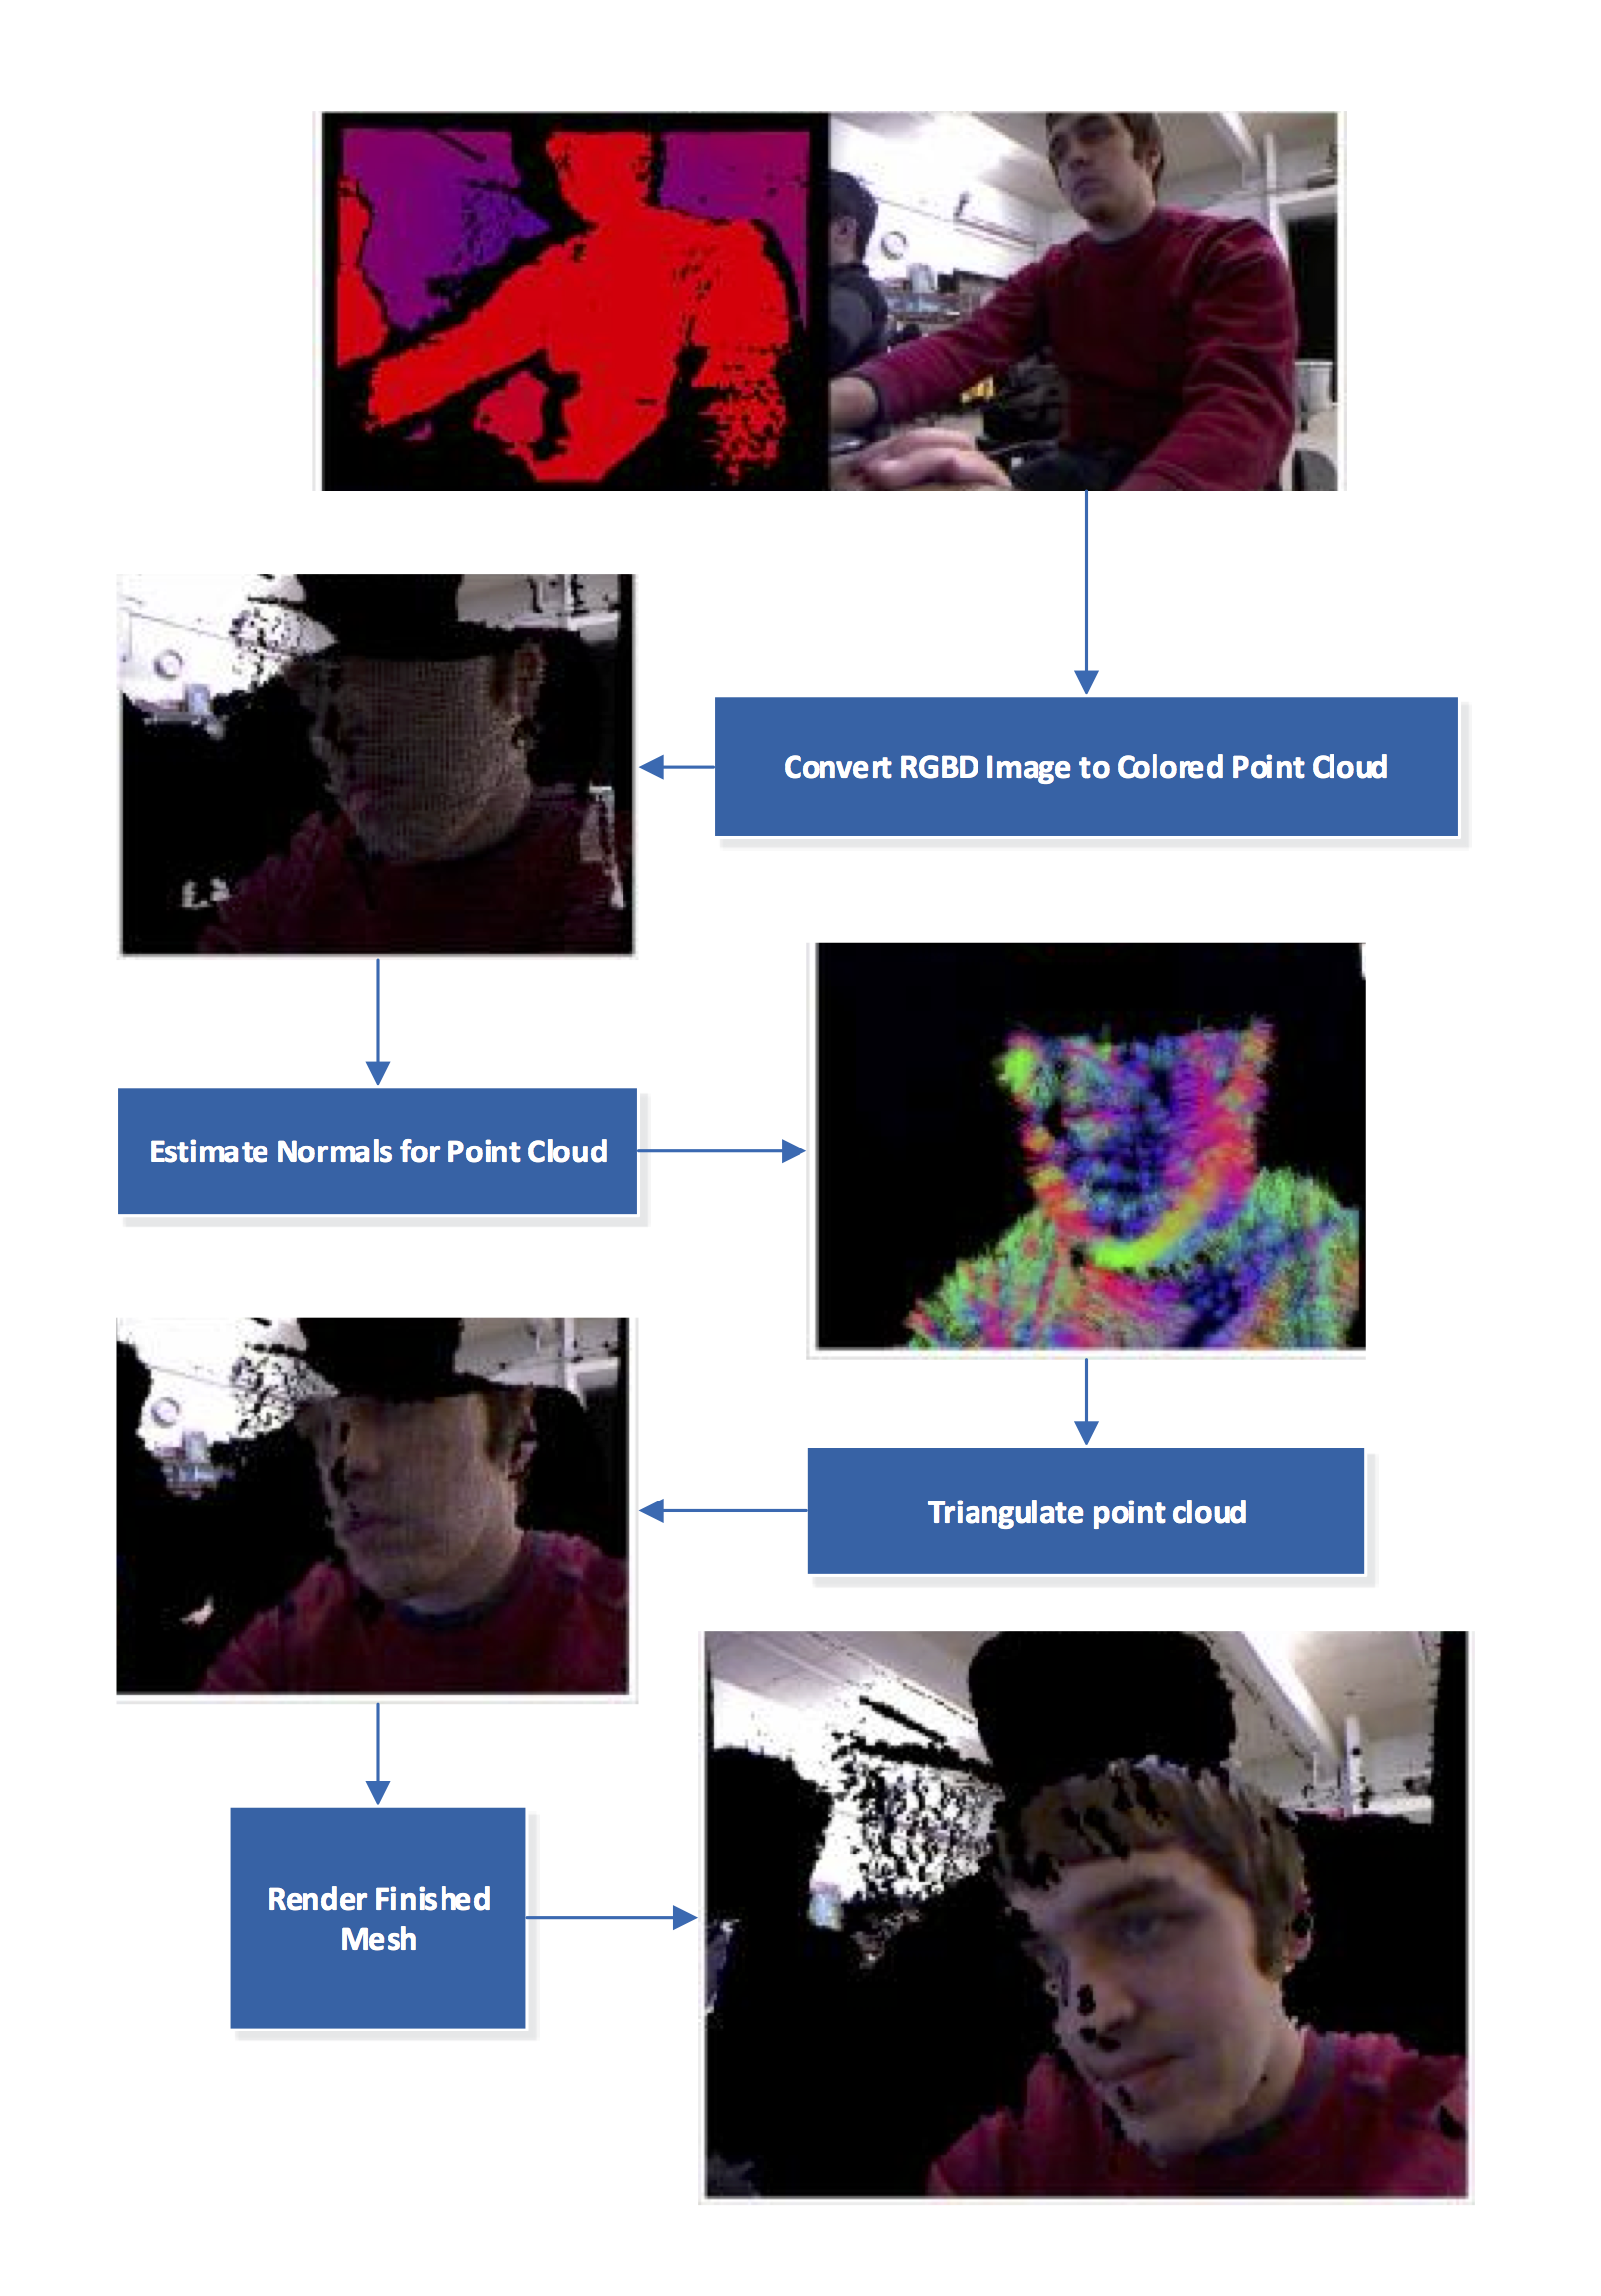 Convert RGBD Image to Colored Point Cloud
Estimate Normals for Point Cloud
Triangulate point cloud
Render Finished
Mesh